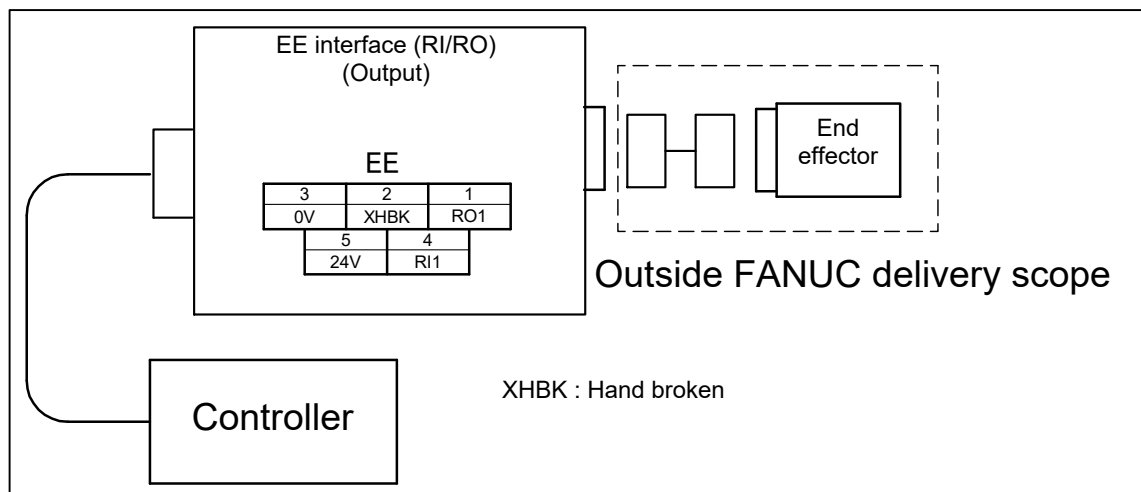 EE interface (RI/RO)
(Output)
EE
3 2 1
0V XHBK RO1
5 4
24V RI1
End
effector
Outside FANUC delivery scope
XHBK : Hand broken
Controller